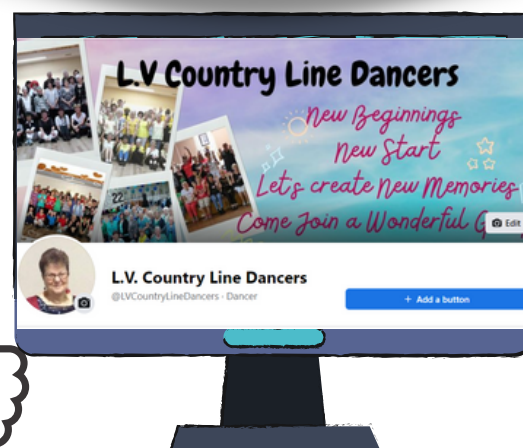 L.V Country Line Dancers
New Beginnings
New Start
Let's create New Memories
Come Join a Wonderful
Edit
L.V. Country Line Dancers
@LVCountryLineDancers · Dancer
+ Add a button